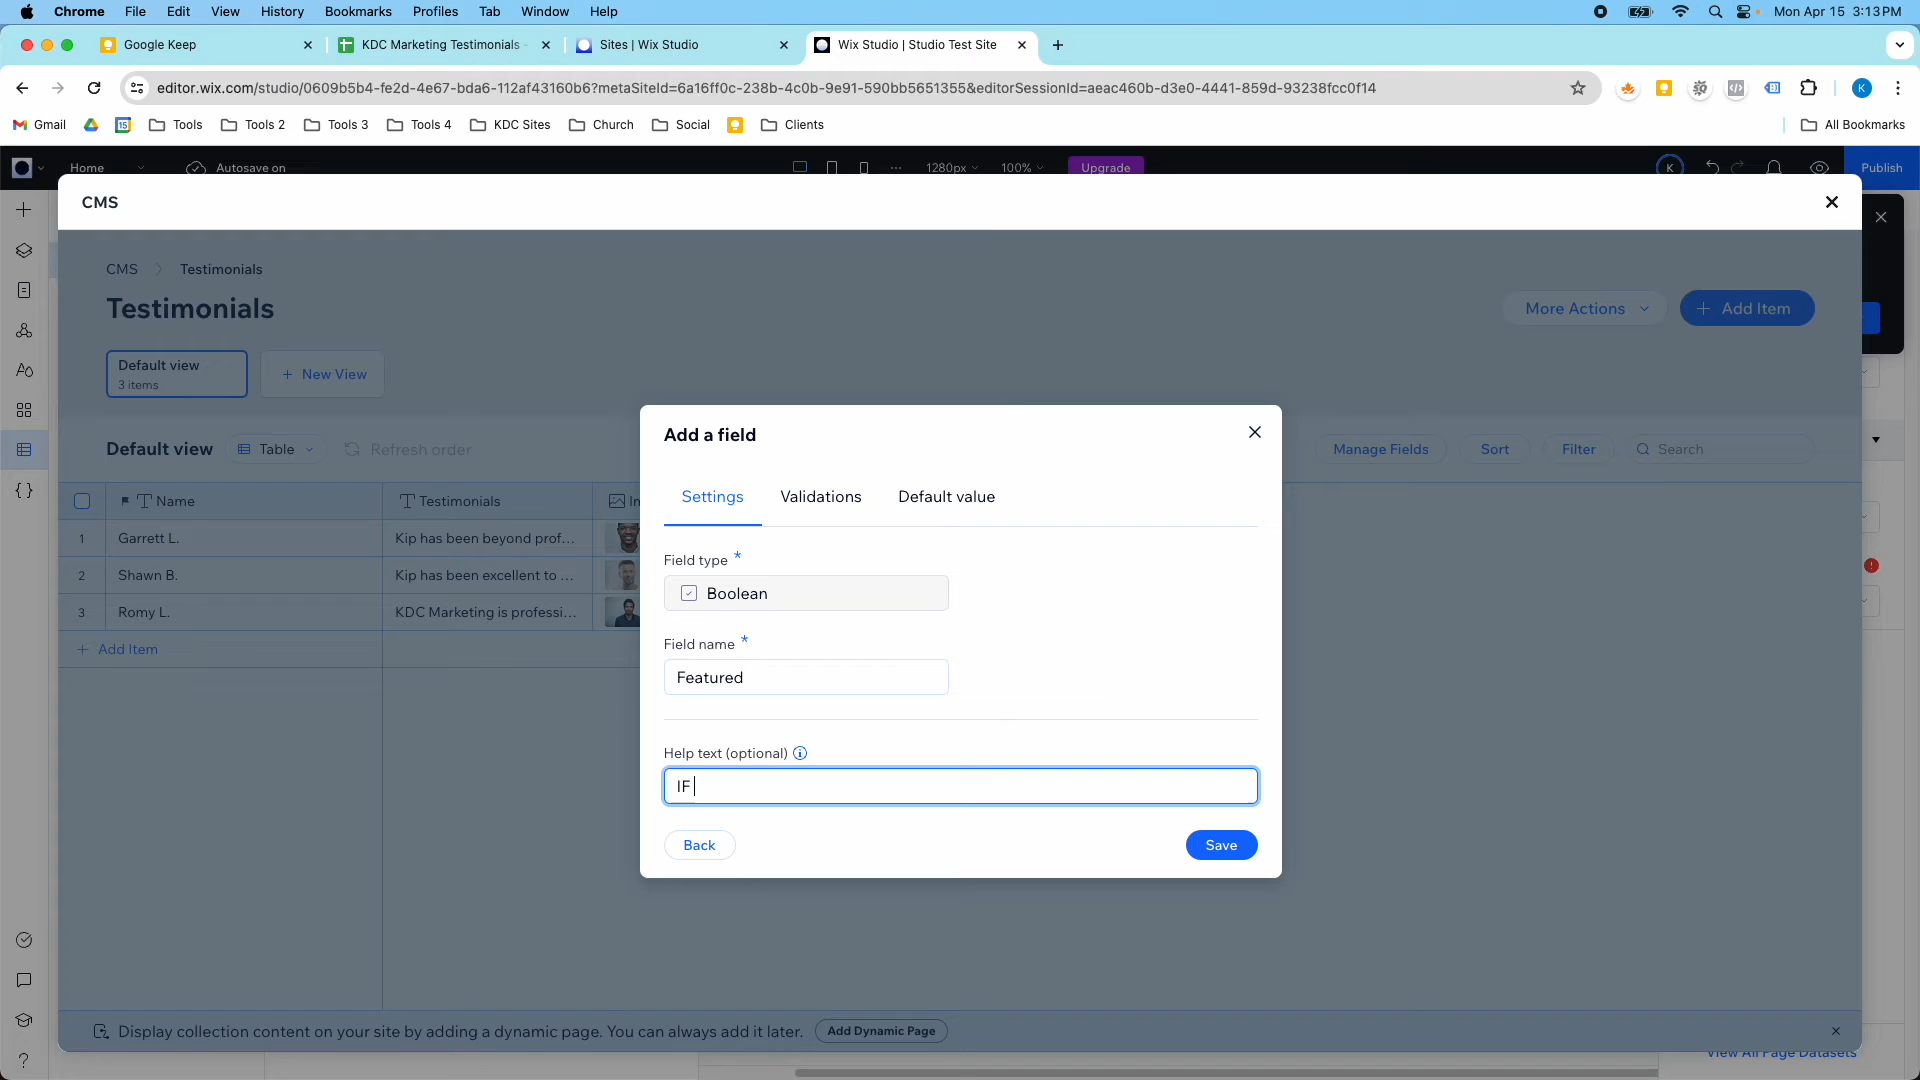 Chrome File Edit View History Bookmarks Profiles Tab Window Help
Mon Apr 15 3:13PM
Google Keep
KDC Marketing Testimonials -
Sites | Wix Studio
Wix Studio | Studio Test Site
editor.wix.com/studio/0609b5b4-fe2d-4e67-bda6-112af43160b6?metaSiteId=6a16ff0c-238b-4c0b-9e91-590bb5651355&editorSessionId=aeac460b-d3e0-4441-859d-93238fcc0f14
Gmail Tools Tools 2 Tools 3 Tools 4 KDC Sites Church Social Clients All Bookmarks
Home Autosave on 1280px 100% Upgrade K Publish
CMS
CMS > Testimonials
Testimonials
More Actions + Add Item
Default view
3 items
+ New View
Default view Table Refresh order Manage Fields Sort Filter Search
Name Testimonials
1 Garrett L. Kip has been beyond prof...
2 Shawn B. Kip has been excellent to ...
3 Romy L. KDC Marketing is professi...
+ Add Item
Add a field
Settings Validations Default value
Field type *
Boolean
Field name *
Featured
Help text (optional)
IF
Back Save
Display collection content on your site by adding a dynamic page. You can always add it later. Add Dynamic Page
View All Page Datasets